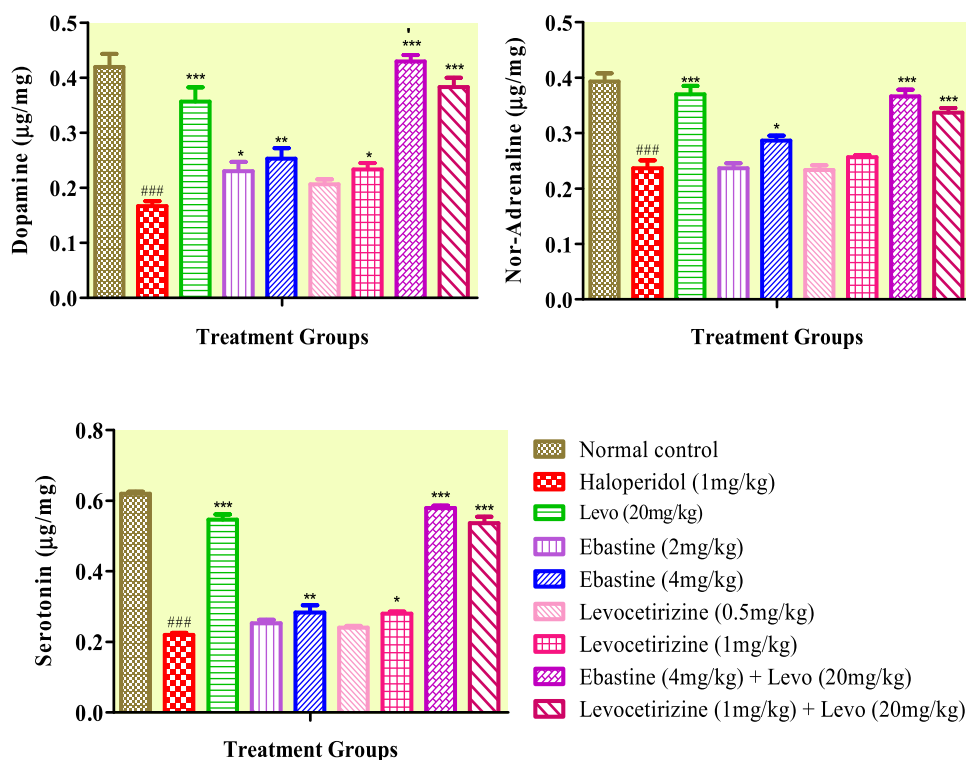 0.5
0.4
0.3
0.2
0.1
0.0
Dopamine (µg/mg)
###
***
*
**
*
'
***
***
Treatment Groups
0.5
0.4
0.3
0.2
0.1
0.0
Nor-Adrenaline (µg/mg)
###
***
*
***
***
Treatment Groups
0.8
0.6
0.4
0.2
0.0
Serotonin (µg/mg)
###
***
**
*
***
***
Treatment Groups
Normal control
Haloperidol (1mg/kg)
Levo (20mg/kg)
Ebastine (2mg/kg)
Ebastine (4mg/kg)
Levocetirizine (0.5mg/kg)
Levocetirizine (1mg/kg)
Ebastine (4mg/kg) + Levo (20mg/kg)
Levocetirizine (1mg/kg) + Levo (20mg/kg)